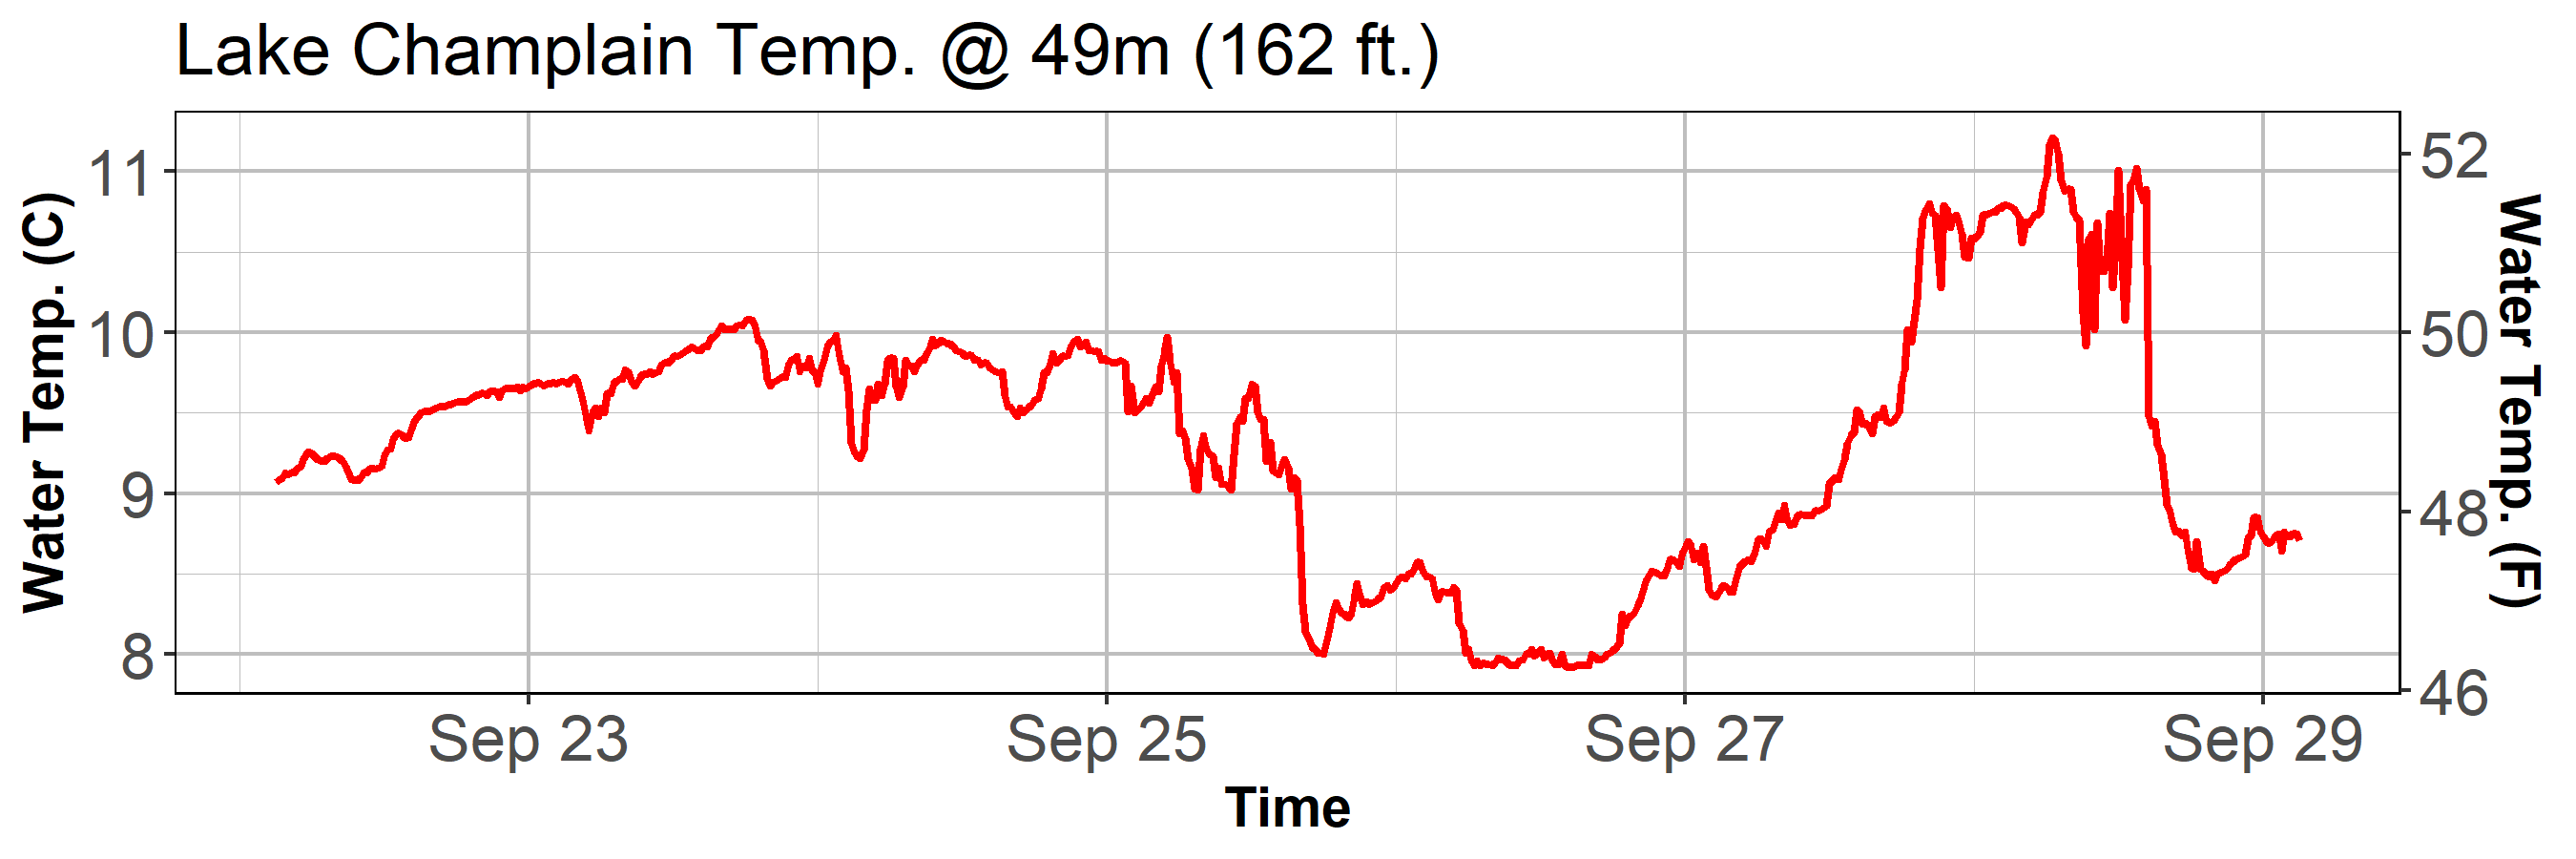 Lake Champlain Temp. @ 49m (162 ft.)
Water Temp. (C)
11
10
9
8
52
50
48
46
Water Temp. (F)
Sep 23
Sep 25
Sep 27
Sep 29
Time